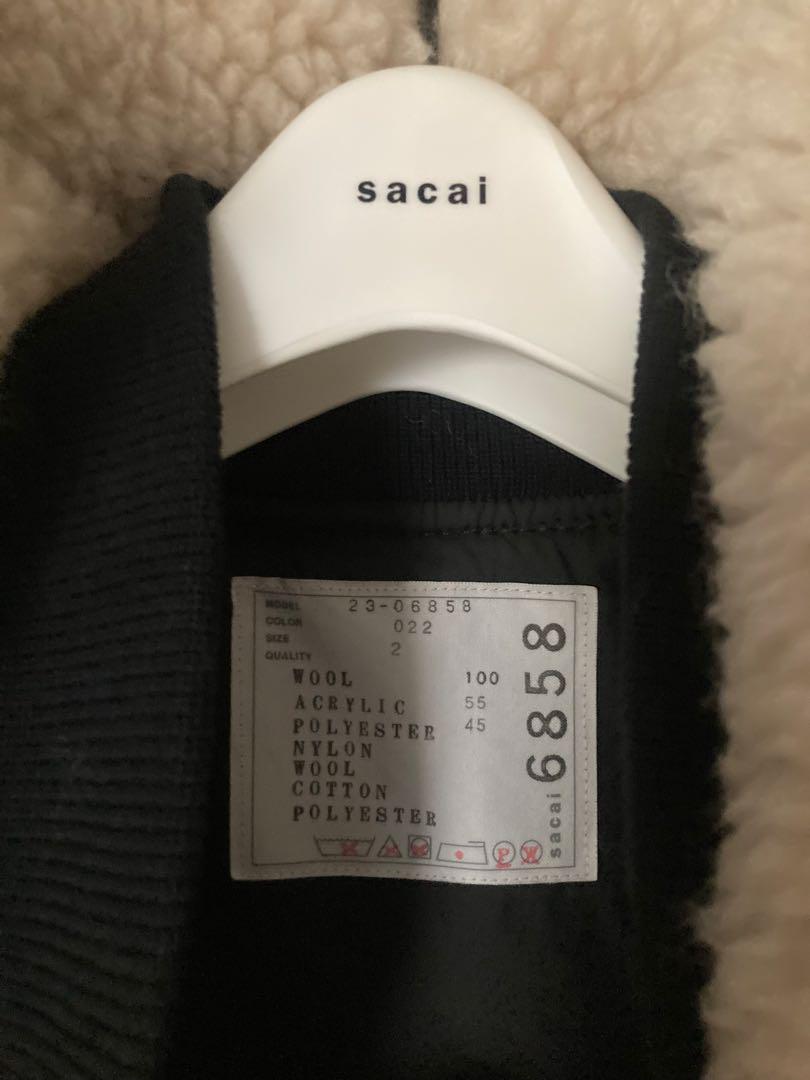 sacai
MODEL 23-06858
COLOR 022
SIZE 2
QUALITY
WOOL 100
ACRYLIC 55
POLYESTER 45
NYLON
WOOL
COTTON
POLYESTER
P W
sacai 6858